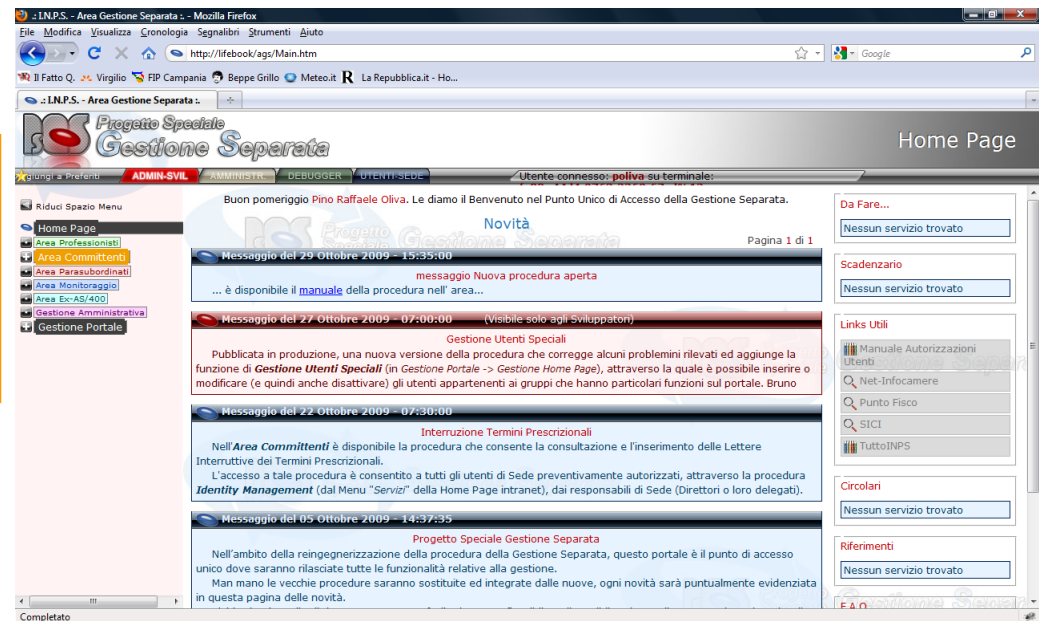 .: I.N.P.S. - Area Gestione Separata :. - Mozilla Firefox
File Modifica Visualizza Cronologia Segnalibri Strumenti Aiuto
http://lifebook/ags/Main.htm
Google
Il Fatto Q. Virgilio FIP Campania Beppe Grillo Meteo.it La Repubblica.it - Ho...
.: I.N.P.S. - Area Gestione Separata :.
Progetto Speciale
Gestione Separata
Home Page
giungi a Preferiti ADMIN-SVIL AMMINISTR. DEBUGGER UTENTI-SEDE
Utente connesso: poliva su terminale:
Riduci Spazio Menu
Home Page
Area Professionisti
Area Committenti
Area Parasubordinati
Area Monitoraggio
Area Ex-AS/400
Gestione Amministrativa
Gestione Portale
Buon pomeriggio Pino Raffaele Oliva. Le diamo il Benvenuto nel Punto Unico di Accesso della Gestione Separata.
Novità
Pagina 1 di 1
Messaggio del 29 Ottobre 2009 - 15:35:00
messaggio Nuova procedura aperta
... è disponibile il manuale della procedura nell' area...
Messaggio del 27 Ottobre 2009 - 07:00:00 (Visibile solo agli Sviluppatori)
Gestione Utenti Speciali
Pubblicata in produzione, una nuova versione della procedura che corregge alcuni problemini rilevati ed aggiunge la
funzione di Gestione Utenti Speciali (in Gestione Portale -> Gestione Home Page), attraverso la quale è possibile inserire o
modificare (e quindi anche disattivare) gli utenti appartenenti ai gruppi che hanno particolari funzioni sul portale. Bruno
Messaggio del 22 Ottobre 2009 - 07:30:00
Interruzione Termini Prescrizionali
Nell'Area Committenti è disponibile la procedura che consente la consultazione e l'inserimento delle Lettere
Interruttive dei Termini Prescrizionali.
L'accesso a tale procedura è consentito a tutti gli utenti di Sede preventivamente autorizzati, attraverso la procedura
Identity Management (dal Menu "Servizi" della Home Page intranet), dai responsabili di Sede (Direttori o loro delegati).
Messaggio del 05 Ottobre 2009 - 14:37:35
Progetto Speciale Gestione Separata
Nell'ambito della reingegnerizzazione della procedura della Gestione Separata, questo portale è il punto di accesso
unico dove saranno rilasciate tutte le funzionalità relative alla gestione.
Man mano le vecchie procedure saranno sostituite ed integrate dalle nuove, ogni novità sarà puntualmente evidenziata
in questa pagina delle novità.
Da Fare...
Nessun servizio trovato
Scadenzario
Nessun servizio trovato
Links Utili
Manuale Autorizzazioni
Utenti
Net-Infocamere
Punto Fisco
SICI
TuttoINPS
Circolari
Nessun servizio trovato
Riferimenti
Nessun servizio trovato
F.A.Q.
Completato